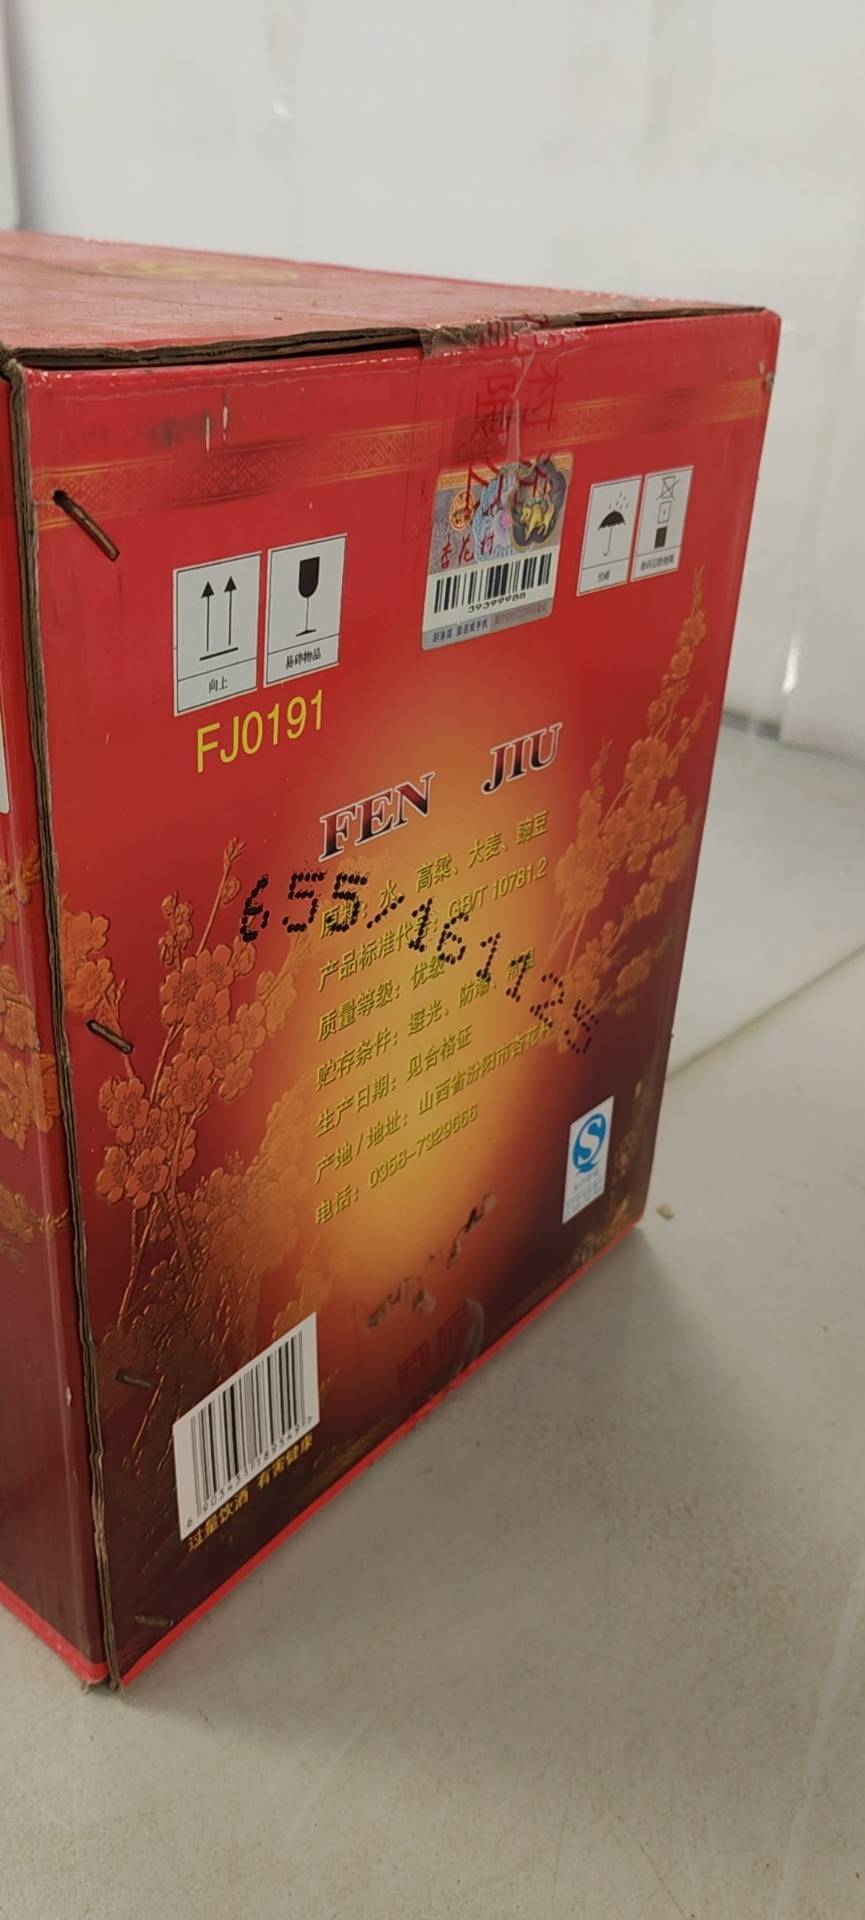 杏花村
39399988
向上
易碎物品
怕雨
FJ0191
FEN JIU
655-1611125
原料：水、高粱、大麦、豌豆
产品标准代号：GB/T 10781.2
质量等级：优级
贮存条件：避光、防潮、
生产日期：见合格证
产地/地址：山西省汾阳市杏花村
电话：0358-7329666
过量饮酒 有害健康